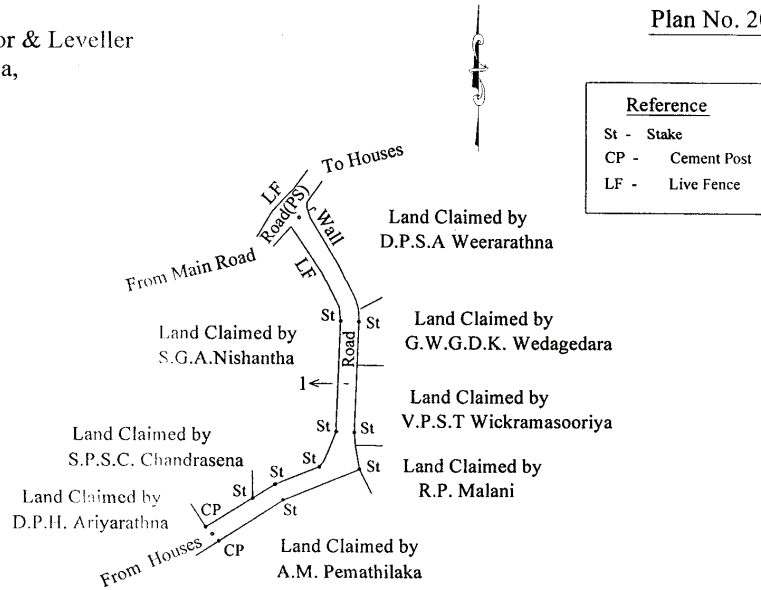 or & Leveller
a,
Plan No. 20
Reference
St - Stake
CP - Cement Post
LF - Live Fence
To Houses
LF
Road(PS)
Wall
Land Claimed by
D.P.S.A Weerarathna
From Main Road
LF
St
St
Land Claimed by
G.W.G.D.K. Wedagedara
Land Claimed by
S.G.A.Nishantha
Road
1
Land Claimed by
V.P.S.T Wickramasooriya
St
St
Land Claimed by
S.P.S.C. Chandrasena
St
St
St
Land Claimed by
R.P. Malani
Land Claimed by
D.P.H. Ariyarathna
CP
St
From Houses
CP
Land Claimed by
A.M. Pemathilaka